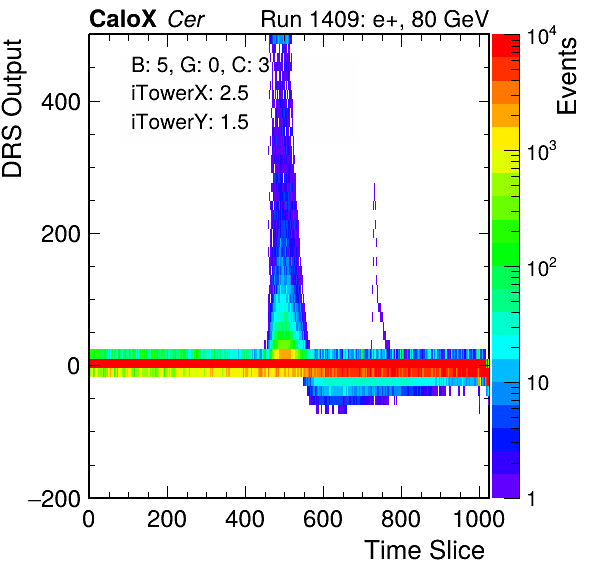 CaloX Cer Run 1409: e+, 80 GeV
B: 5, G: 0, C: 3
iTowerX: 2.5
iTowerY: 1.5
DRS Output
400
200
0
−200
0 200 400 600 800 1000
Time Slice
Events
10^4
10^3
10^2
10
1